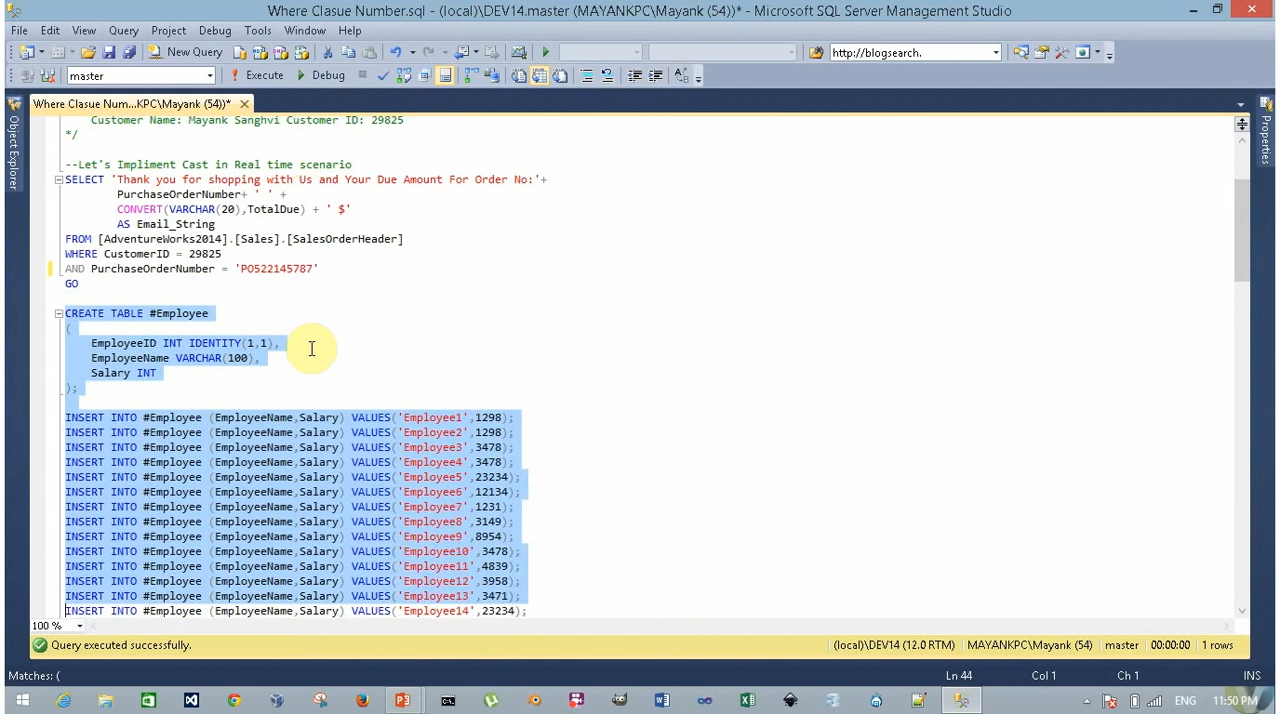 Where Clasue Number.sql - (local)\DEV14.master (MAYANKPC\Mayank (54))* - Microsoft SQL Server Management Studio
File Edit View Query Project Debug Tools Window Help
New Query http://blogsearch.
master Execute Debug
Where Clasue Num...KPC\Mayank (54))*
Object Explorer
Properties
Customer Name: Mayank Sanghvi Customer ID: 29825
*/
--Let's Impliment Cast in Real time scenario
SELECT 'Thank you for shopping with Us and Your Due Amount For Order No:'+
PurchaseOrderNumber+ ' ' +
CONVERT(VARCHAR(20),TotalDue) + ' $'
AS Email_String
FROM [AdventureWorks2014].[Sales].[SalesOrderHeader]
WHERE CustomerID = 29825
AND PurchaseOrderNumber = 'PO522145787'
GO
CREATE TABLE #Employee
(
EmployeeID INT IDENTITY(1,1),
EmployeeName VARCHAR(100),
Salary INT
);
INSERT INTO #Employee (EmployeeName,Salary) VALUES('Employee1',1298);
INSERT INTO #Employee (EmployeeName,Salary) VALUES('Employee2',1298);
INSERT INTO #Employee (EmployeeName,Salary) VALUES('Employee3',3478);
INSERT INTO #Employee (EmployeeName,Salary) VALUES('Employee4',3478);
INSERT INTO #Employee (EmployeeName,Salary) VALUES('Employee5',23234);
INSERT INTO #Employee (EmployeeName,Salary) VALUES('Employee6',12134);
INSERT INTO #Employee (EmployeeName,Salary) VALUES('Employee7',1231);
INSERT INTO #Employee (EmployeeName,Salary) VALUES('Employee8',3149);
INSERT INTO #Employee (EmployeeName,Salary) VALUES('Employee9',8954);
INSERT INTO #Employee (EmployeeName,Salary) VALUES('Employee10',3478);
INSERT INTO #Employee (EmployeeName,Salary) VALUES('Employee11',4839);
INSERT INTO #Employee (EmployeeName,Salary) VALUES('Employee12',3958);
INSERT INTO #Employee (EmployeeName,Salary) VALUES('Employee13',3471);
INSERT INTO #Employee (EmployeeName,Salary) VALUES('Employee14',23234);
100 %
Query executed successfully. (local)\DEV14 (12.0 RTM) MAYANKPC\Mayank (54) master 00:00:00 1 rows
Matches: ( Ln 44 Col 1 Ch 1 INS
ENG 11:50 PM